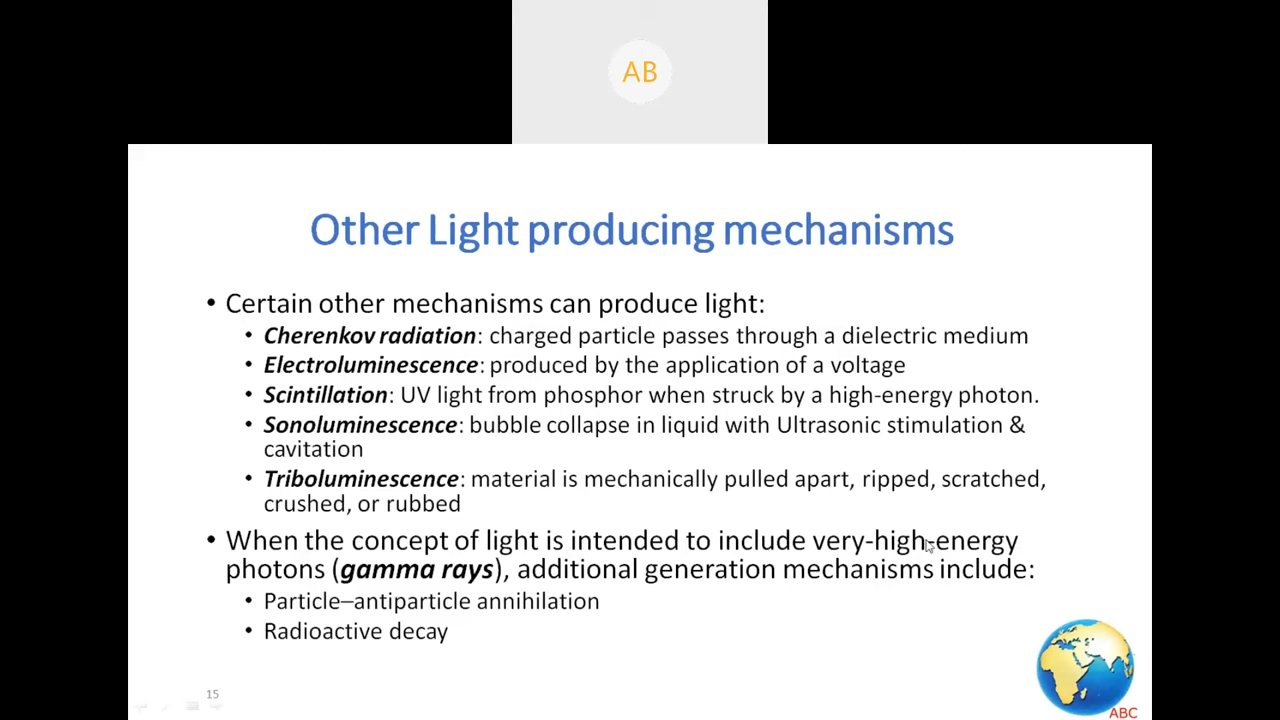 AB
Other Light producing mechanisms
• Certain other mechanisms can produce light:
• Cherenkov radiation: charged particle passes through a dielectric medium
• Electroluminescence: produced by the application of a voltage
• Scintillation: UV light from phosphor when struck by a high-energy photon.
• Sonoluminescence: bubble collapse in liquid with Ultrasonic stimulation &
cavitation
• Triboluminescence: material is mechanically pulled apart, ripped, scratched,
crushed, or rubbed
• When the concept of light is intended to include very-high-energy
photons (gamma rays), additional generation mechanisms include:
• Particle–antiparticle annihilation
• Radioactive decay
15
ABC